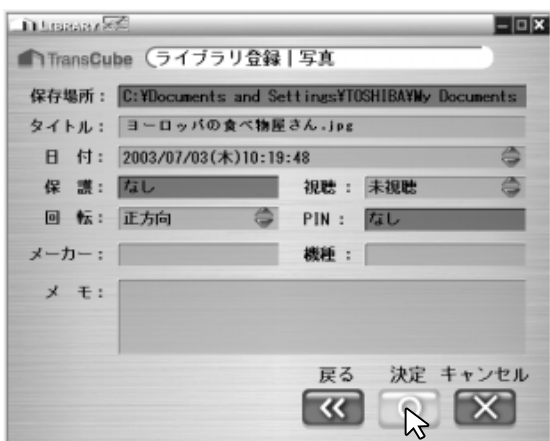 LIBRARY
TransCube (ライブラリ登録 | 写真
保存場所: C:¥Documents and Settings¥TOSHIBA¥My Documents
タイトル: ヨーロッパの食べ物屋さん.jpg
日 付: 2003/07/03(木)10:19:48
保 護: なし 視聴: 未視聴
回 転: 正方向 PIN: なし
メーカー: 機種:
メ モ:
戻る 決定 キャンセル